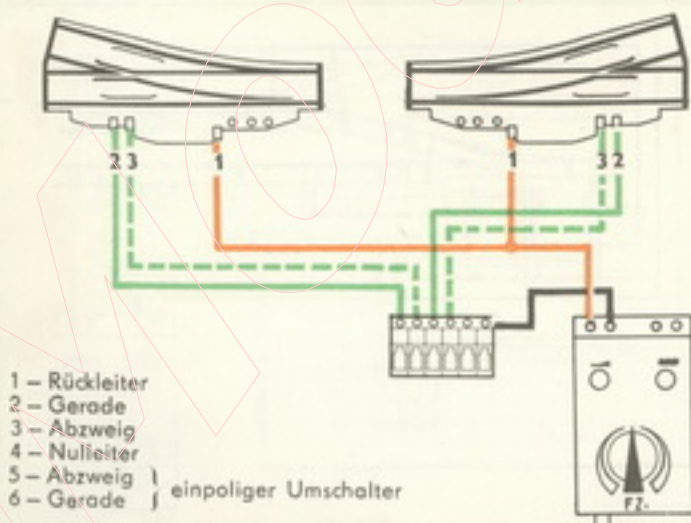 2 3 1 1 3 2
1 – Rückleiter
2 – Gerade
3 – Abzweig
4 – Nulleiter
5 – Abzweig
einpoliger Umschalter
6 – Gerade
FZ-